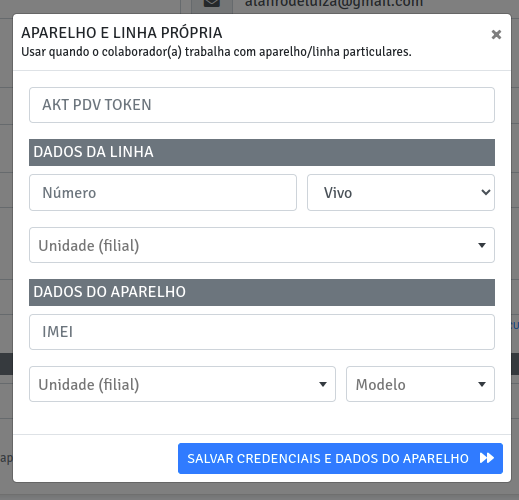 alanrodeluiza@gmail.com
APARELHO E LINHA PRÓPRIA
×
Usar quando o colaborador(a) trabalha com aparelho/linha particulares.
AKT PDV TOKEN
DADOS DA LINHA
Número
Vivo
Unidade (filial)
DADOS DO APARELHO
IMEI
Unidade (filial)
Modelo
ap
SALVAR CREDENCIAIS E DADOS DO APARELHO